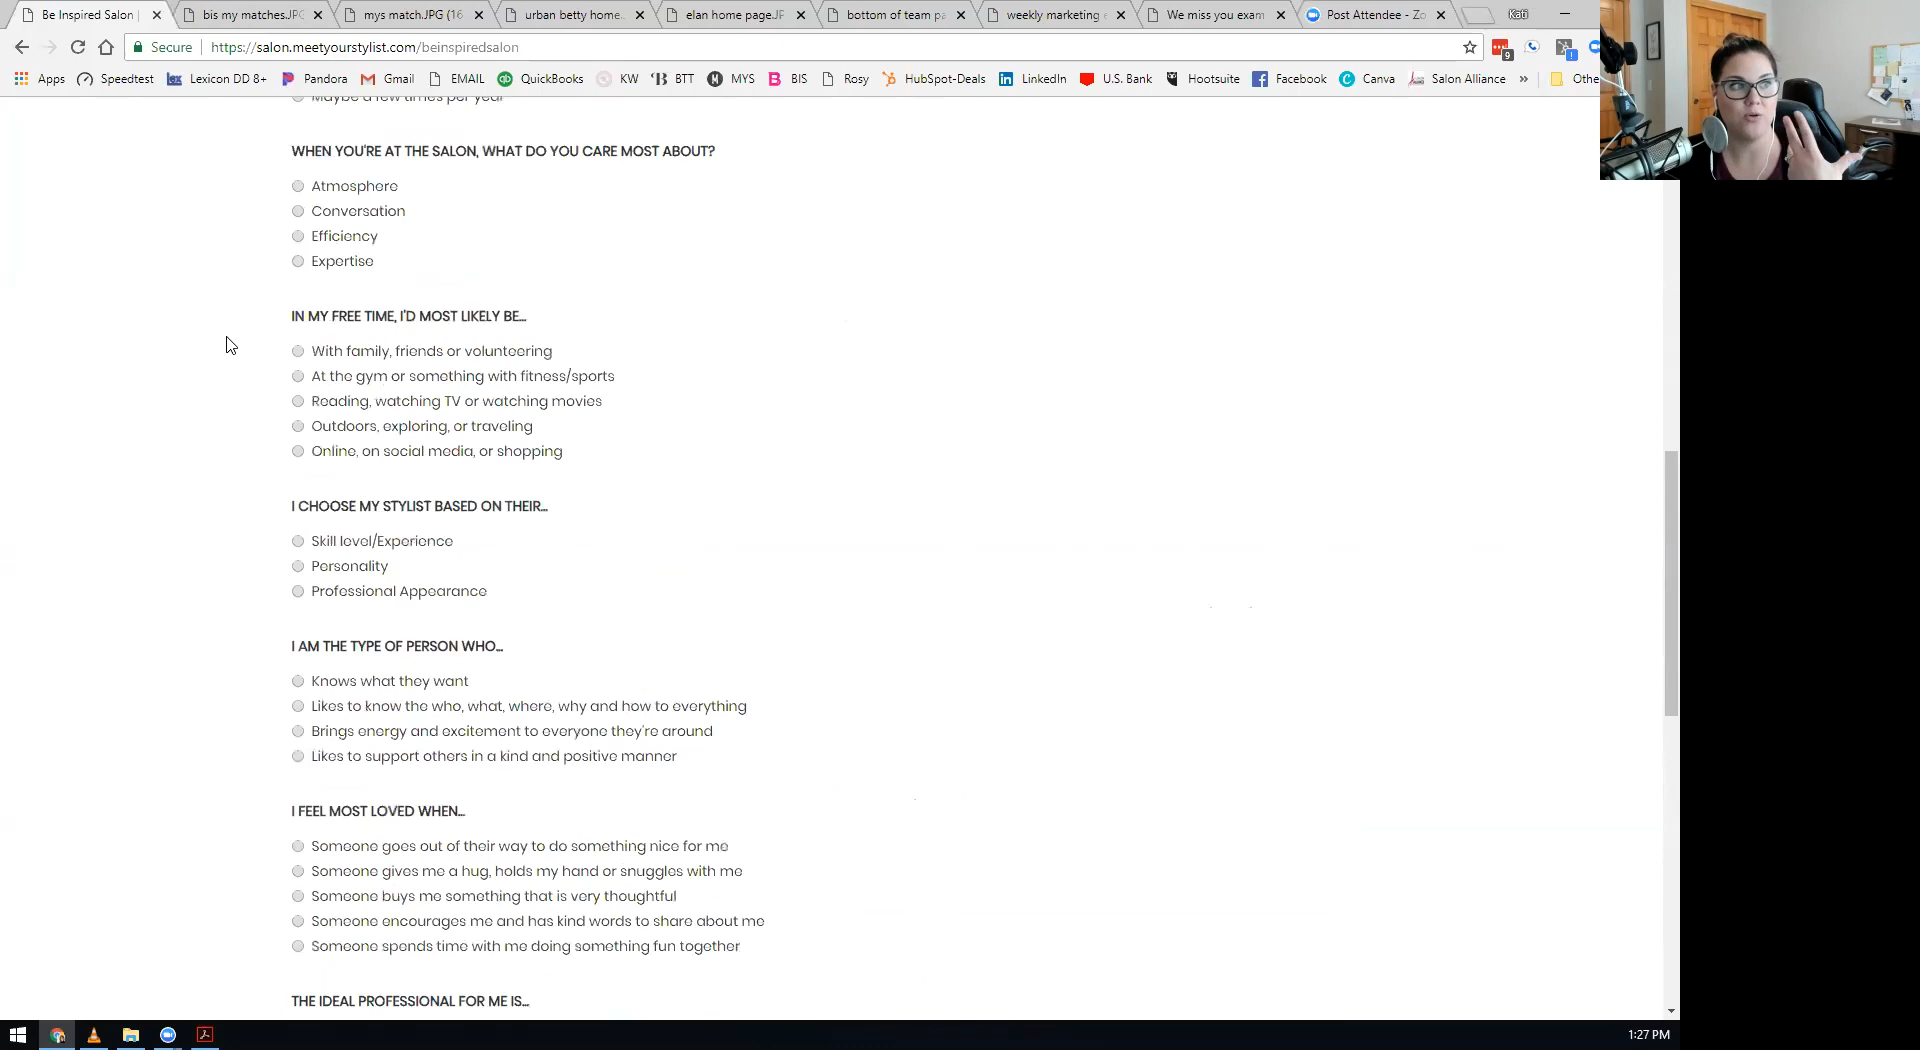 Be Inspired Salon |
bis my matches.JPG
mys match.JPG (16
urban betty home.
elan home page.JP
bottom of team pa
weekly marketing e
We miss you exam
Post Attendee - Zo
Kati
Secure
https://salon.meetyourstylist.com/beinspiredsalon
9
Apps
Speedtest
lex
Lexicon DD 8+
Pandora
Gmail
EMAIL
qb
QuickBooks
KW
BTT
MYS
BIS
Rosy
HubSpot-Deals
LinkedIn
U.S. Bank
Hootsuite
Facebook
Canva
Salon Alliance
»
Othe
Maybe a few times per year
WHEN YOU'RE AT THE SALON, WHAT DO YOU CARE MOST ABOUT?
Atmosphere
Conversation
Efficiency
Expertise
IN MY FREE TIME, I'D MOST LIKELY BE...
With family, friends or volunteering
At the gym or something with fitness/sports
Reading, watching TV or watching movies
Outdoors, exploring, or traveling
Online, on social media, or shopping
I CHOOSE MY STYLIST BASED ON THEIR...
Skill level/Experience
Personality
Professional Appearance
I AM THE TYPE OF PERSON WHO...
Knows what they want
Likes to know the who, what, where, why and how to everything
Brings energy and excitement to everyone they're around
Likes to support others in a kind and positive manner
I FEEL MOST LOVED WHEN...
Someone goes out of their way to do something nice for me
Someone gives me a hug, holds my hand or snuggles with me
Someone buys me something that is very thoughtful
Someone encourages me and has kind words to share about me
Someone spends time with me doing something fun together
THE IDEAL PROFESSIONAL FOR ME IS...
1:27 PM